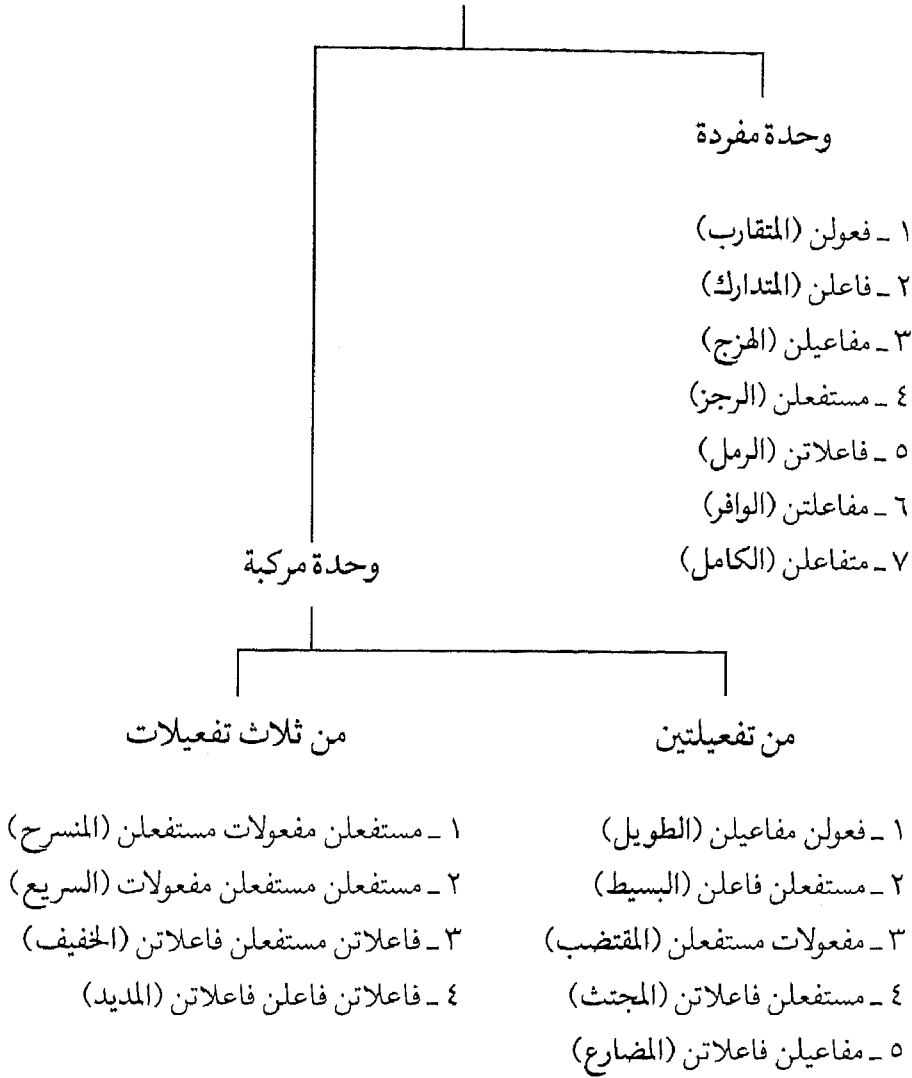 وحدة مفردة
١ - فعولن (المتقارب)
٢ - فاعلن (المتدارك)
٣ - مفاعيلن (الهزج)
٤ - مستفعلن (الرجز)
٥ - فاعلاتن (الرمل)
٦ - مفاعلتن (الوافر)
٧ - متفاعلن (الكامل)
وحدة مركبة
من تفعيلتين
١ - فعولن مفاعيلن (الطويل)
٢ - مستفعلن فاعلن (البسيط)
٣ - مفعولات مستفعلن (المقتضب)
٤ - مستفعلن فاعلاتن (المجتث)
٥ - مفاعيلن فاعلاتن (المضارع)
من ثلاث تفعيلات
١ - مستفعلن مفعولات مستفعلن (المنسرح)
٢ - مستفعلن مستفعلن مفعولات (السريع)
٣ - فاعلاتن مستفعلن فاعلاتن (الخفيف)
٤ - فاعلاتن فاعلن فاعلاتن (المديد)